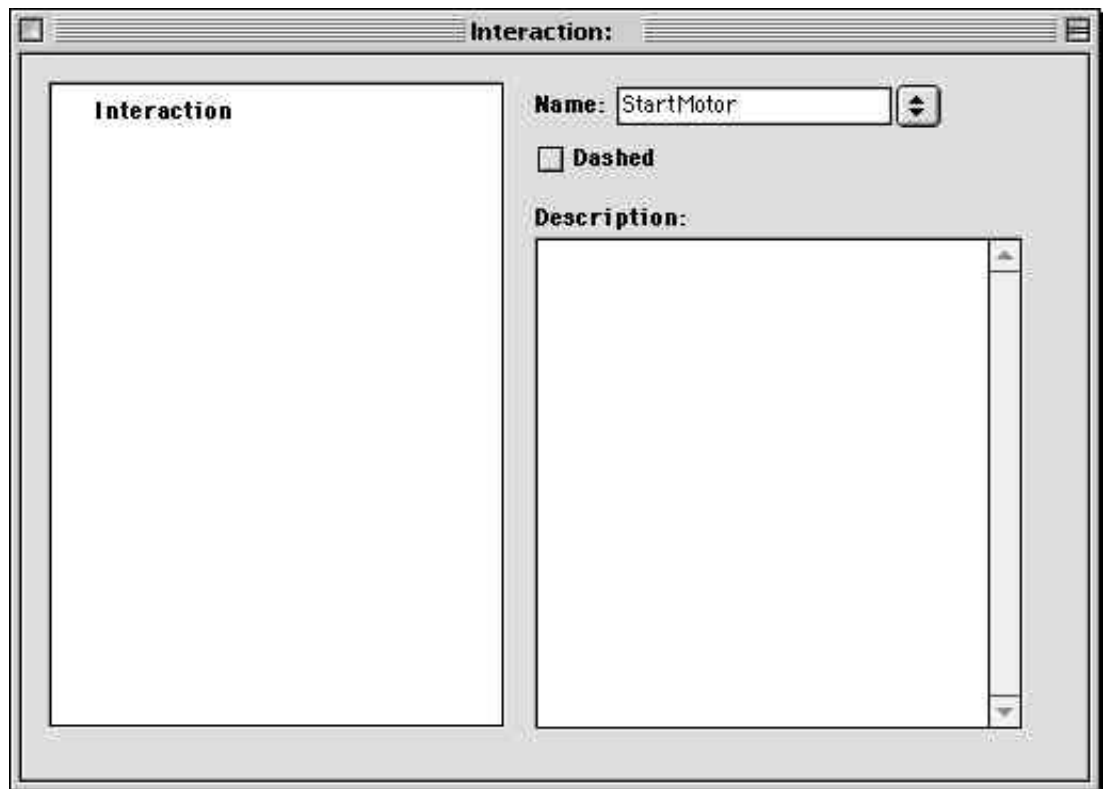 Interaction:
Interaction
Name: StartMotor
Dashed
Description: